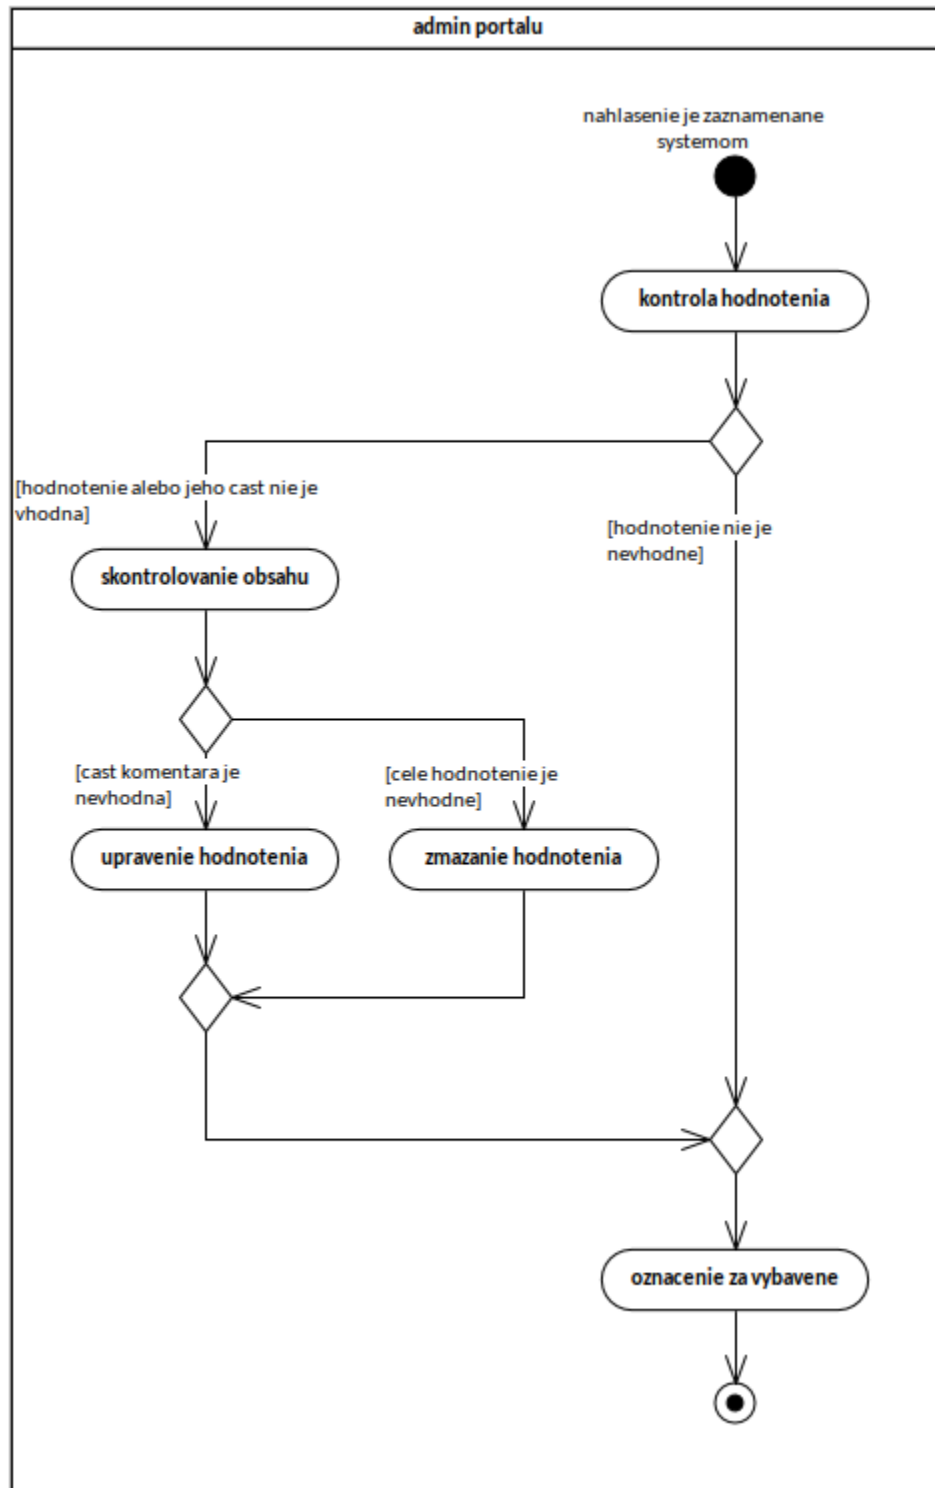 admin portalu
nahlasenie je zaznamenane
systemom
kontrola hodnotenia
[hodnotenie alebo jeho cast nie je
vhodna]
[hodnotenie nie je
nevhodne]
skontrolovanie obsahu
[cast komentara je
nevhodna]
[cele hodnotenie je
nevhodne]
upravenie hodnotenia
zmazanie hodnotenia
oznacenie za vybavene